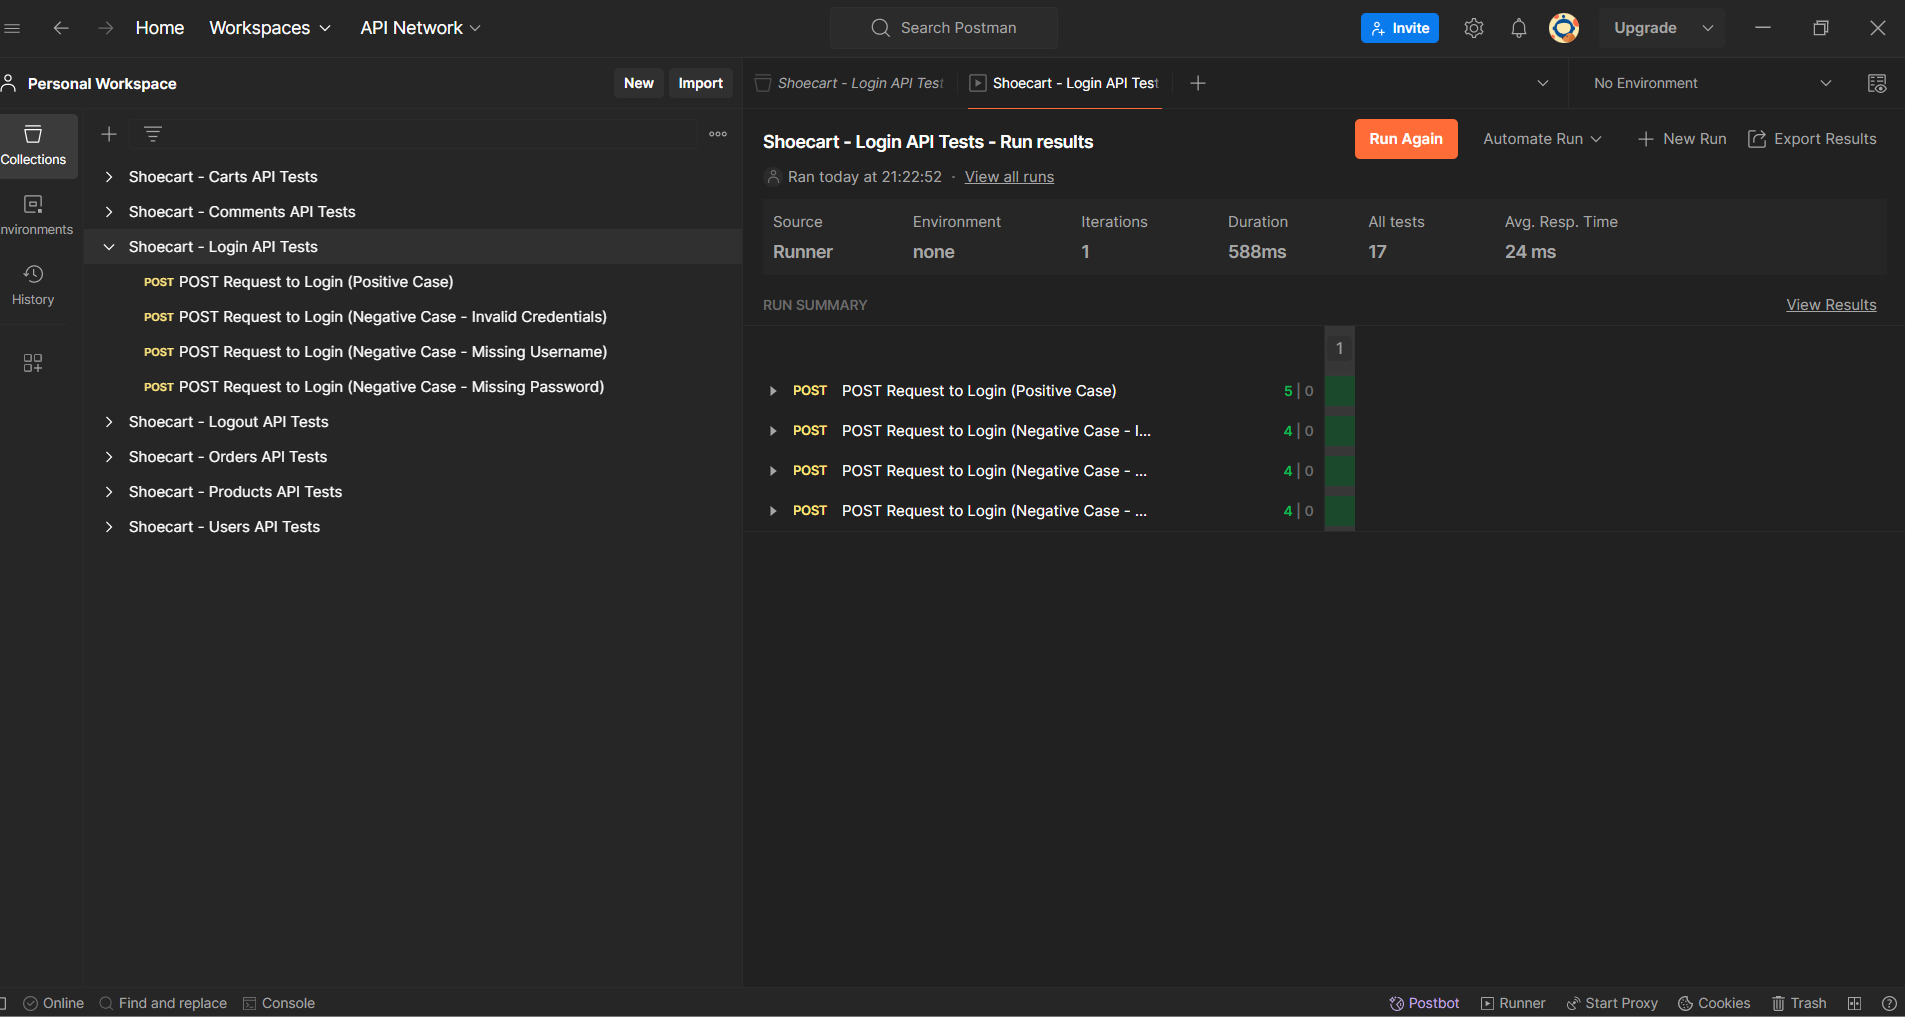 Home Workspaces API Network Search Postman Invite Upgrade
Personal Workspace New Import
Shoecart - Login API Test Shoecart - Login API Test No Environment
Collections
nvironments
History
Shoecart - Carts API Tests
Shoecart - Comments API Tests
Shoecart - Login API Tests
POST POST Request to Login (Positive Case)
POST POST Request to Login (Negative Case - Invalid Credentials)
POST POST Request to Login (Negative Case - Missing Username)
POST POST Request to Login (Negative Case - Missing Password)
Shoecart - Logout API Tests
Shoecart - Orders API Tests
Shoecart - Products API Tests
Shoecart - Users API Tests
Shoecart - Login API Tests - Run results Run Again Automate Run New Run Export Results
Ran today at 21:22:52 · View all runs
Source Environment Iterations Duration All tests Avg. Resp. Time
Runner none 1 588ms 17 24 ms
RUN SUMMARY View Results
1
POST POST Request to Login (Positive Case) 5 | 0
POST POST Request to Login (Negative Case - I... 4 | 0
POST POST Request to Login (Negative Case - ... 4 | 0
POST POST Request to Login (Negative Case - ... 4 | 0
Online Find and replace Console Postbot Runner Start Proxy Cookies Trash